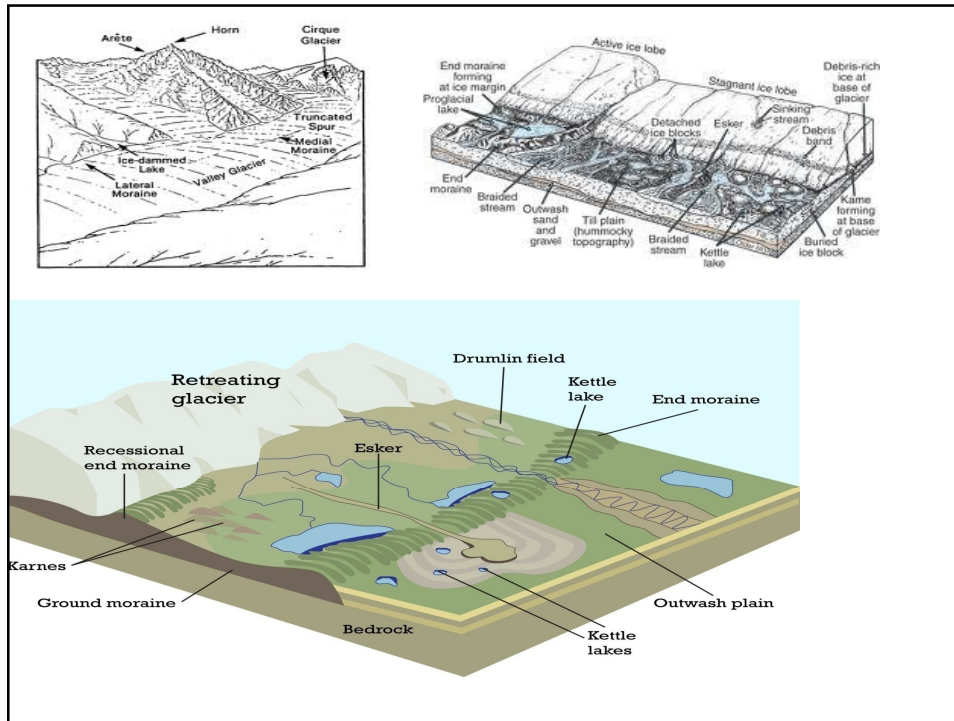 Horn
Arête
Cirque
Glacier
Truncated
Spur
Medial
Moraine
Ice-dammed
Lake
Valley Glacier
Lateral
Moraine
Active ice lobe
End moraine
forming
at ice margin
Proglacial
lake
Stagnant ice lobe
Debris-rich
ice at
base of
glacier
Detached
ice blocks
Esker
Sinking
stream
Debris
band
End
moraine
Braided
stream
Outwash
sand
and
gravel
Till plain
(hummocky
topography)
Braided
stream
Kettle
lake
Buried
ice block
Kame
forming
at base
of glacier
Till
Drumlin field
Kettle
lake
End moraine
Retreating
glacier
Esker
Recessional
end moraine
Karnes
Ground moraine
Bedrock
Kettle
lakes
Outwash plain